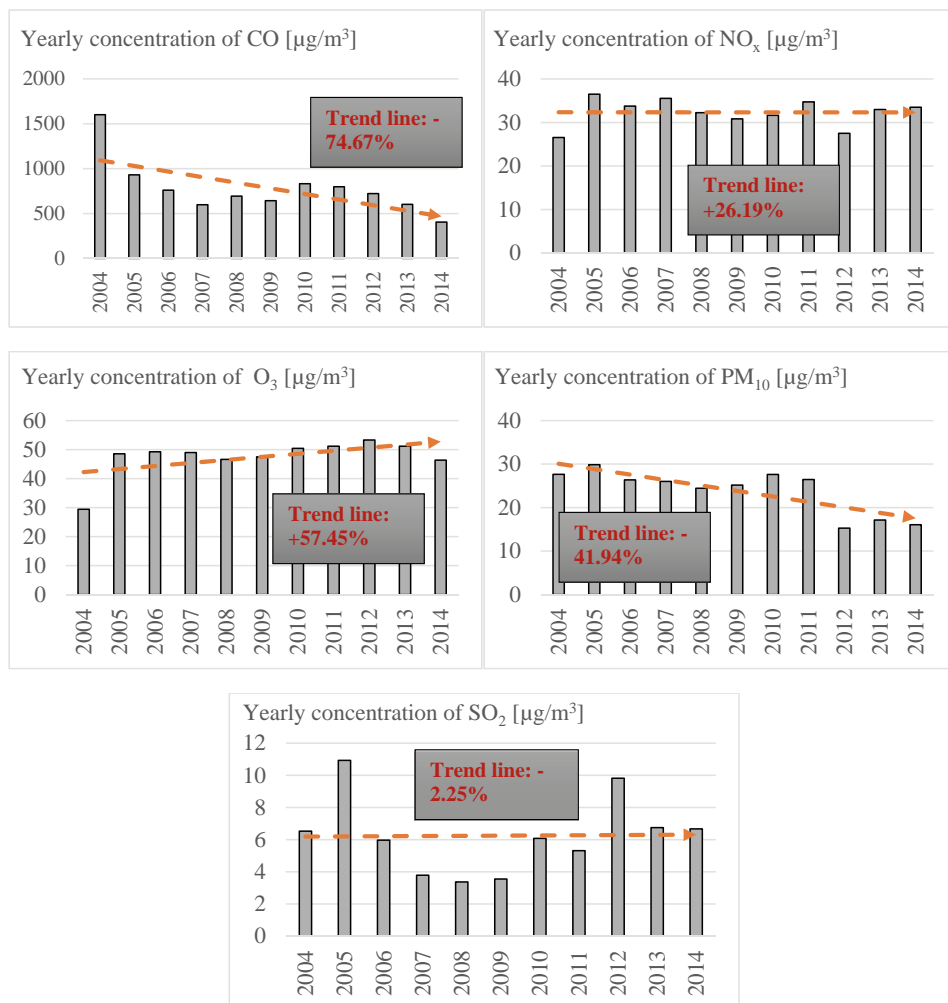 Yearly concentration of CO [µg/m³]
2000
1500
1000
500
0
Trend line: -
74.67%
2004 2005 2006 2007 2008 2009 2010 2011 2012 2013 2014
Yearly concentration of NOₓ [µg/m³]
40
30
20
10
0
Trend line:
+26.19%
2004 2005 2006 2007 2008 2009 2010 2011 2012 2013 2014
Yearly concentration of O₃ [µg/m³]
60
50
40
30
20
10
0
Trend line:
+57.45%
2004 2005 2006 2007 2008 2009 2010 2011 2012 2013 2014
Yearly concentration of PM₁₀ [µg/m³]
40
30
20
10
0
Trend line: -
41.94%
2004 2005 2006 2007 2008 2009 2010 2011 2012 2013 2014
Yearly concentration of SO₂ [µg/m³]
12
10
8
6
4
2
0
Trend line: -
2.25%
2004 2005 2006 2007 2008 2009 2010 2011 2012 2013 2014